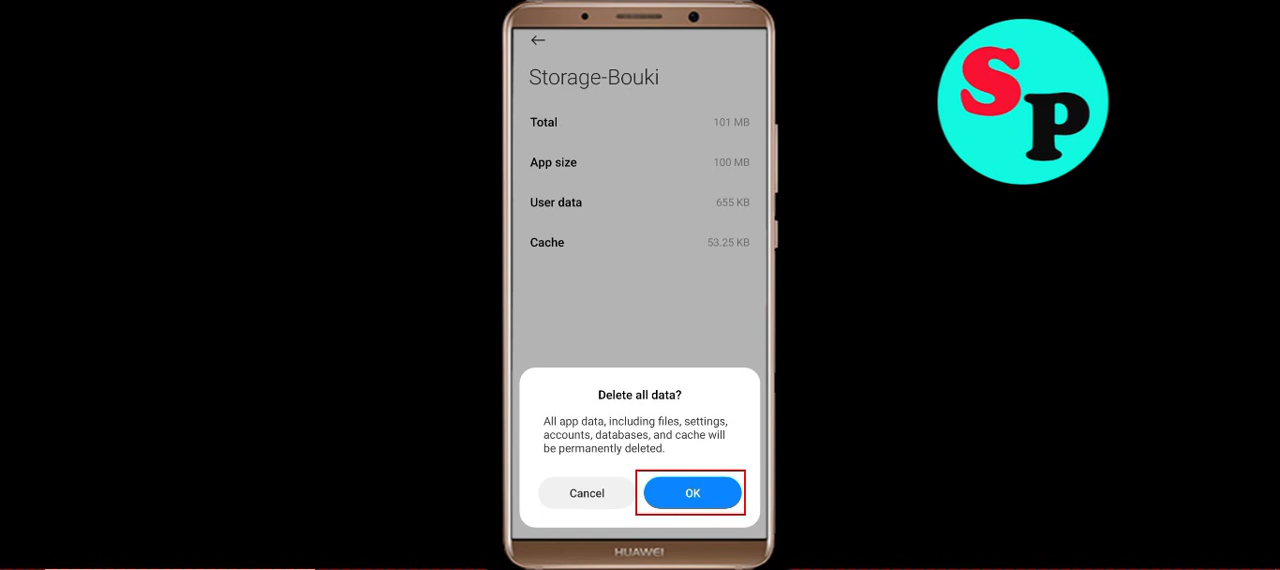 SP
Storage-Bouki
Total 101 MB
App size 100 MB
User data 655 KB
Cache 53.25 KB
Delete all data?
All app data, including files, settings,
accounts, databases, and cache will
be permanently deleted.
Cancel OK
HUAWEI